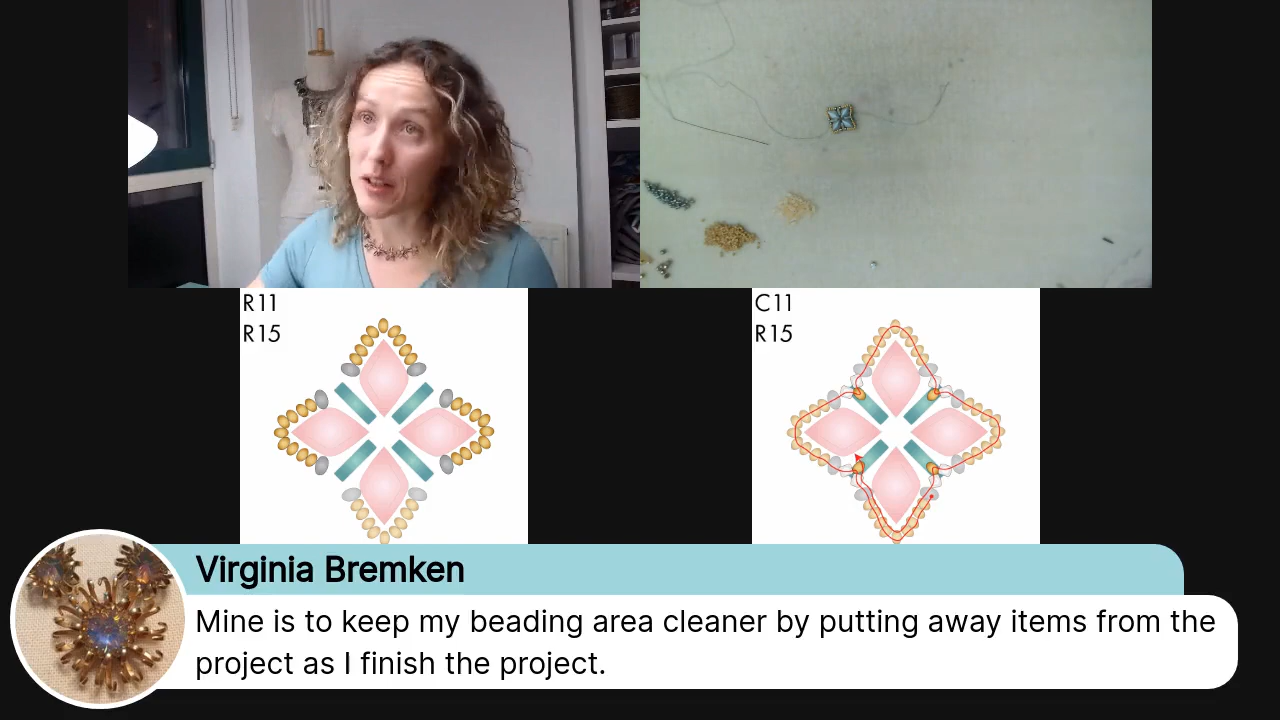 R11
R15
C11
R15
Virginia Bremken
Mine is to keep my beading area cleaner by putting away items from the
project as I finish the project.